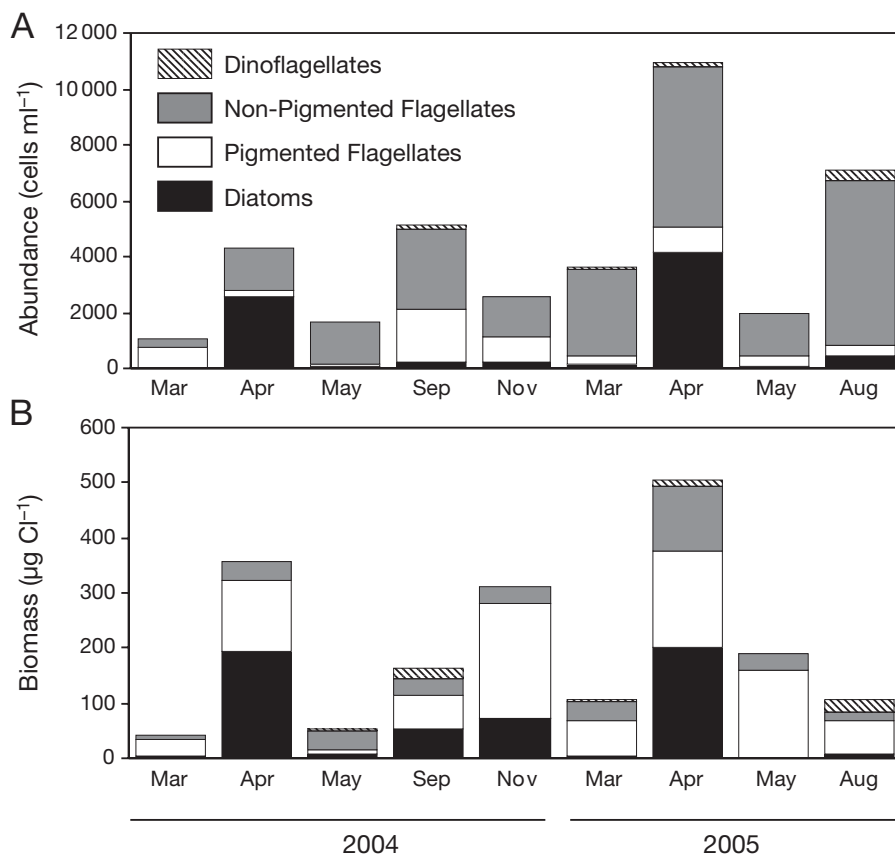 A
Abundance (cells ml⁻¹)
12 000
10 000
8000
6000
4000
2000
0
Dinoflagellates
Non-Pigmented Flagellates
Pigmented Flagellates
Diatoms
Mar Apr May Sep Nov Mar Apr May Aug
B
Biomass (µg Cl⁻¹)
600
500
400
300
200
100
0
Mar Apr May Sep Nov Mar Apr May Aug
2004 2005